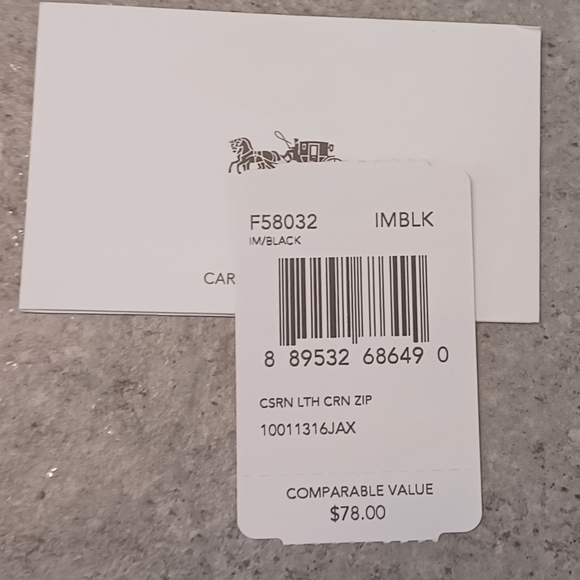 F58032 IMBLK
IM/BLACK
CAR
8 89532 68649 0
CSRN LTH CRN ZIP
10011316JAX
COMPARABLE VALUE
$78.00